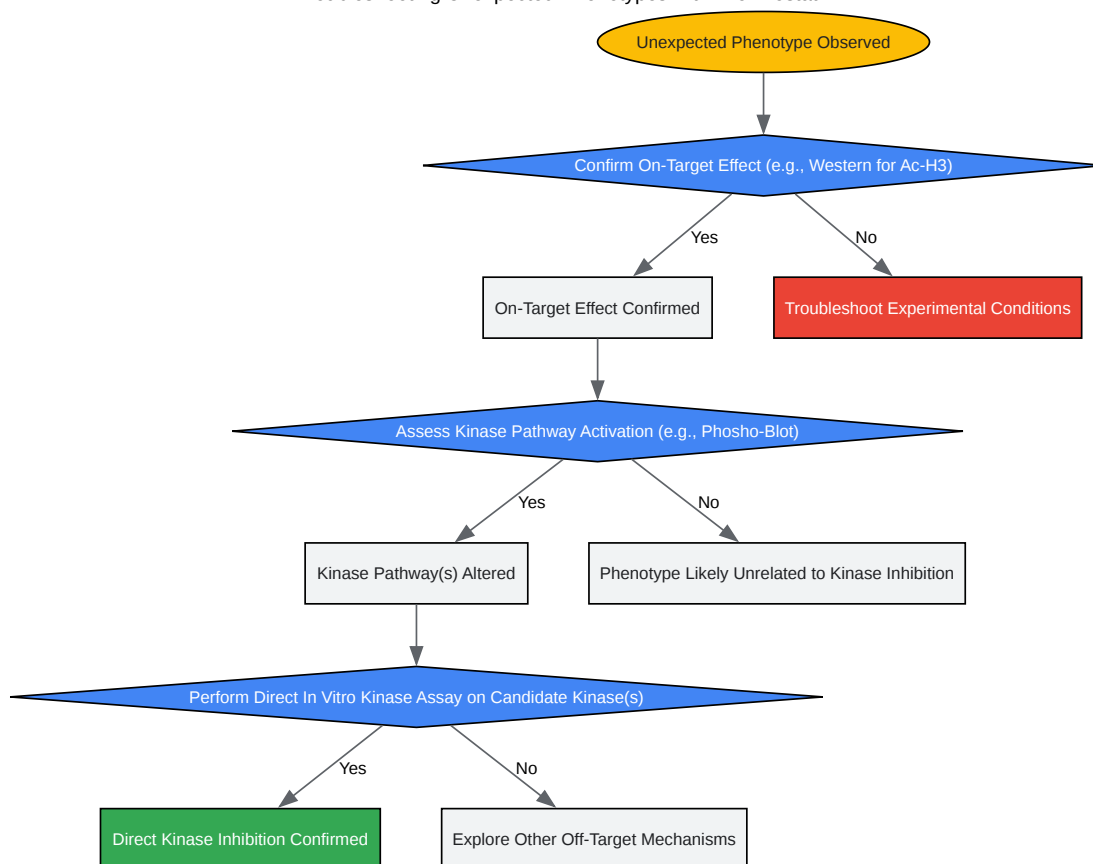 Unexpected Phenotype Observed
Confirm On-Target Effect (e.g., Western for Ac-H3)
Yes
No
On-Target Effect Confirmed
Troubleshoot Experimental Conditions
Assess Kinase Pathway Activation (e.g., Phosho-Blot)
Yes
No
Kinase Pathway(s) Altered
Phenotype Likely Unrelated to Kinase Inhibition
Perform Direct In Vitro Kinase Assay on Candidate Kinase(s)
Yes
No
Direct Kinase Inhibition Confirmed
Explore Other Off-Target Mechanisms